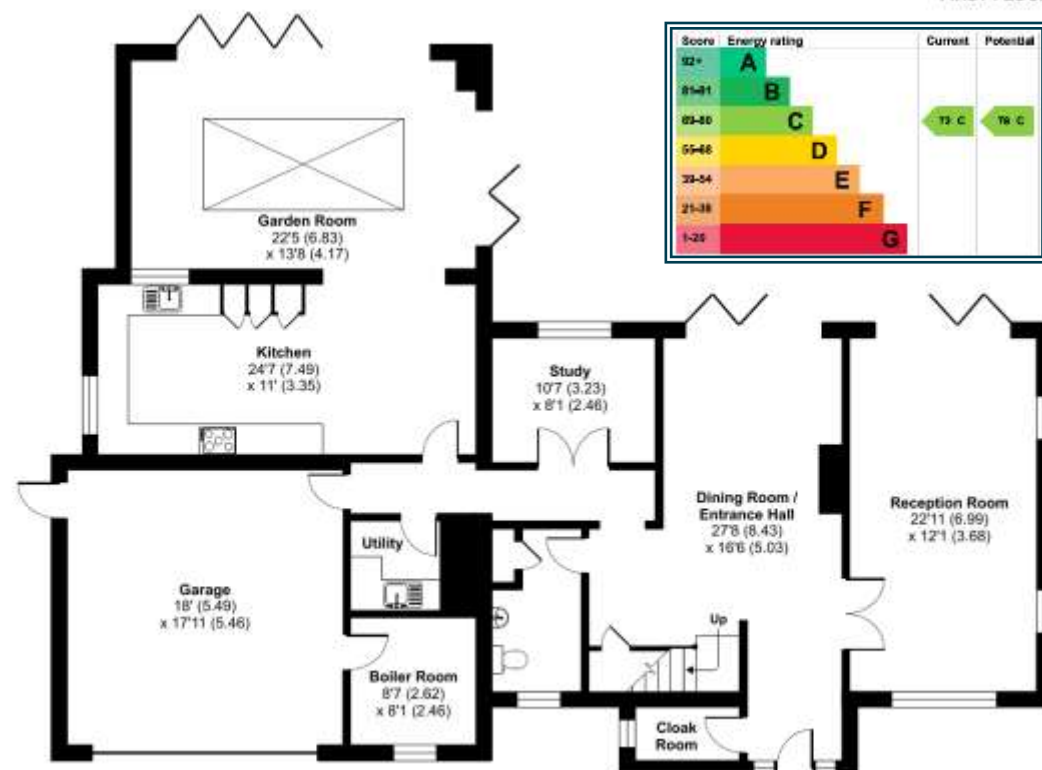 Score Energy rating Current Potential
92+ A
81-91 B
69-80 C 73 C 76 C
55-68 D
39-54 E
21-38 F
1-20 G
Garden Room
22'5 (6.83)
x 13'8 (4.17)
Kitchen
24'7 (7.49)
x 11' (3.35)
Study
10'7 (3.23)
x 8'1 (2.46)
Dining Room /
Entrance Hall
27'8 (8.43)
x 16'6 (5.03)
Reception Room
22'11 (6.99)
x 12'1 (3.68)
Utility
Garage
18' (5.49)
x 17'11 (5.46)
Up
Boiler Room
8'7 (2.62)
x 8'1 (2.46)
Cloak
Room